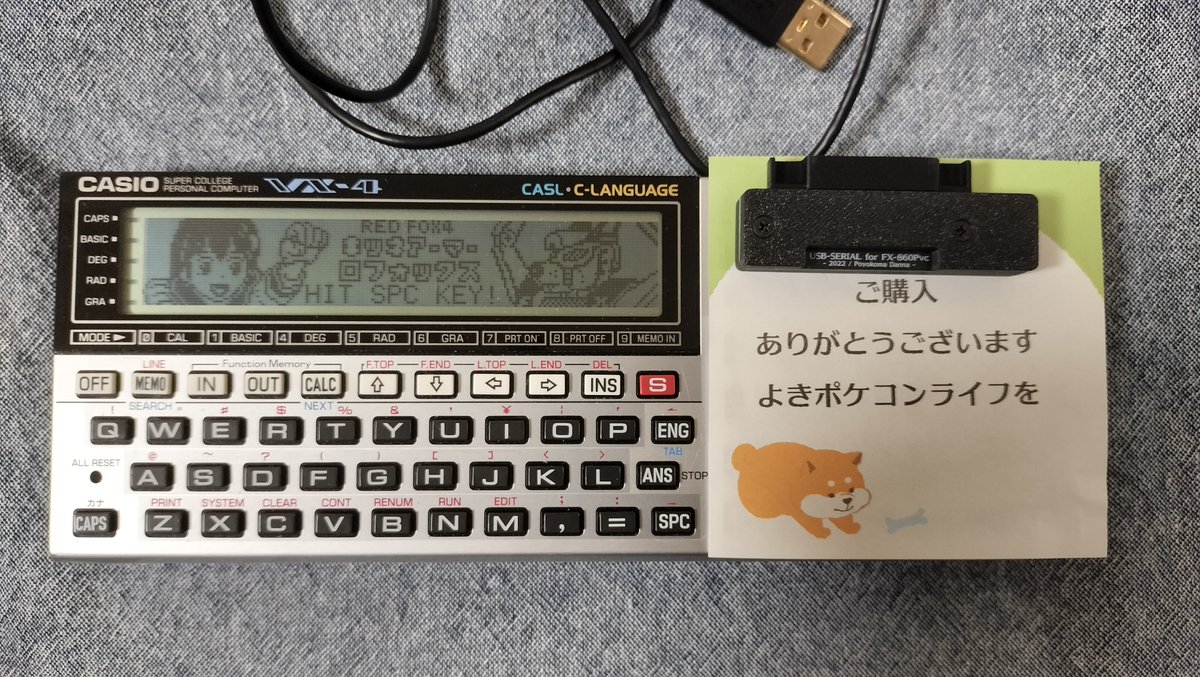 CASIO SUPER COLLEGE PERSONAL COMPUTER VX-4 CASL・C-LANGUAGE
CAPS
BASIC
DEG
RAD
GRA
RED FOX4
HIT SPC KEY!
MODE 0 CAL 1 BASIC 4 DEG 5 RAD 6 GRA 7 PRT ON 8 PRT OFF 9 MEMO IN
LINE Function Memory F.TOP F.END L.TOP L.END DEL
OFF MEMO IN OUT CALC ⇧ ⇩ ⇦ ⇨ INS S
SEARCH NEXT
! " # $ % & ' ¥
Q W E R T Y U I O P ENG
TAB
ALL RESET @ ~ ? ( ) [ ] < >
A S D F G H J K L ANS STOP
カナ PRINT SYSTEM CLEAR CONT RENUM RUN EDIT ; : _
CAPS Z X C V B N M , = SPC
USB-SERIAL for FX-860Pvc
- 2022 / Poyokoma Danna -
ご購入
ありがとうございます
よきポケコンライフを